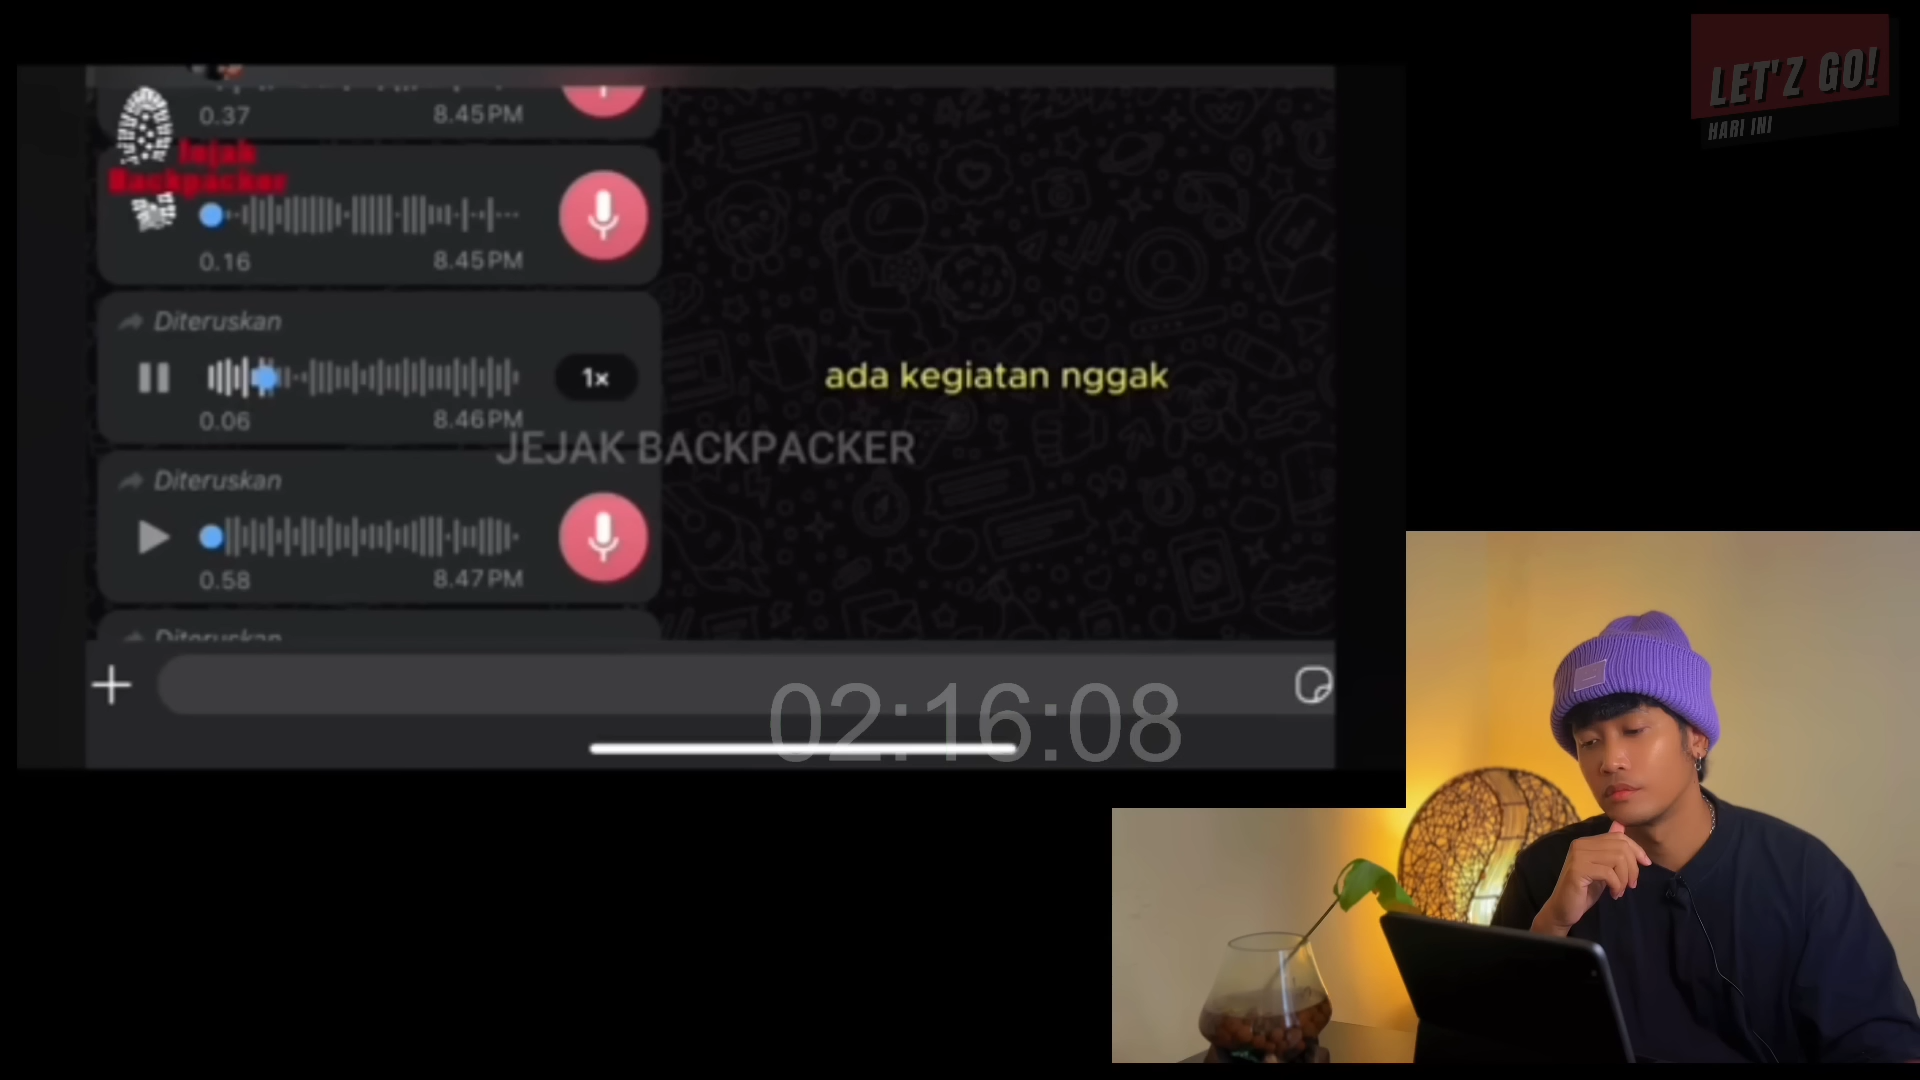 LET'Z GO!
HARI INI
0.37 8.45 PM
Jejak
Backpacker
0.16 8.45 PM
Diteruskan
1x
0.06 8.46 PM
ada kegiatan nggak
JEJAK BACKPACKER
Diteruskan
0.58 8.47 PM
Diteruskan
02:16:08